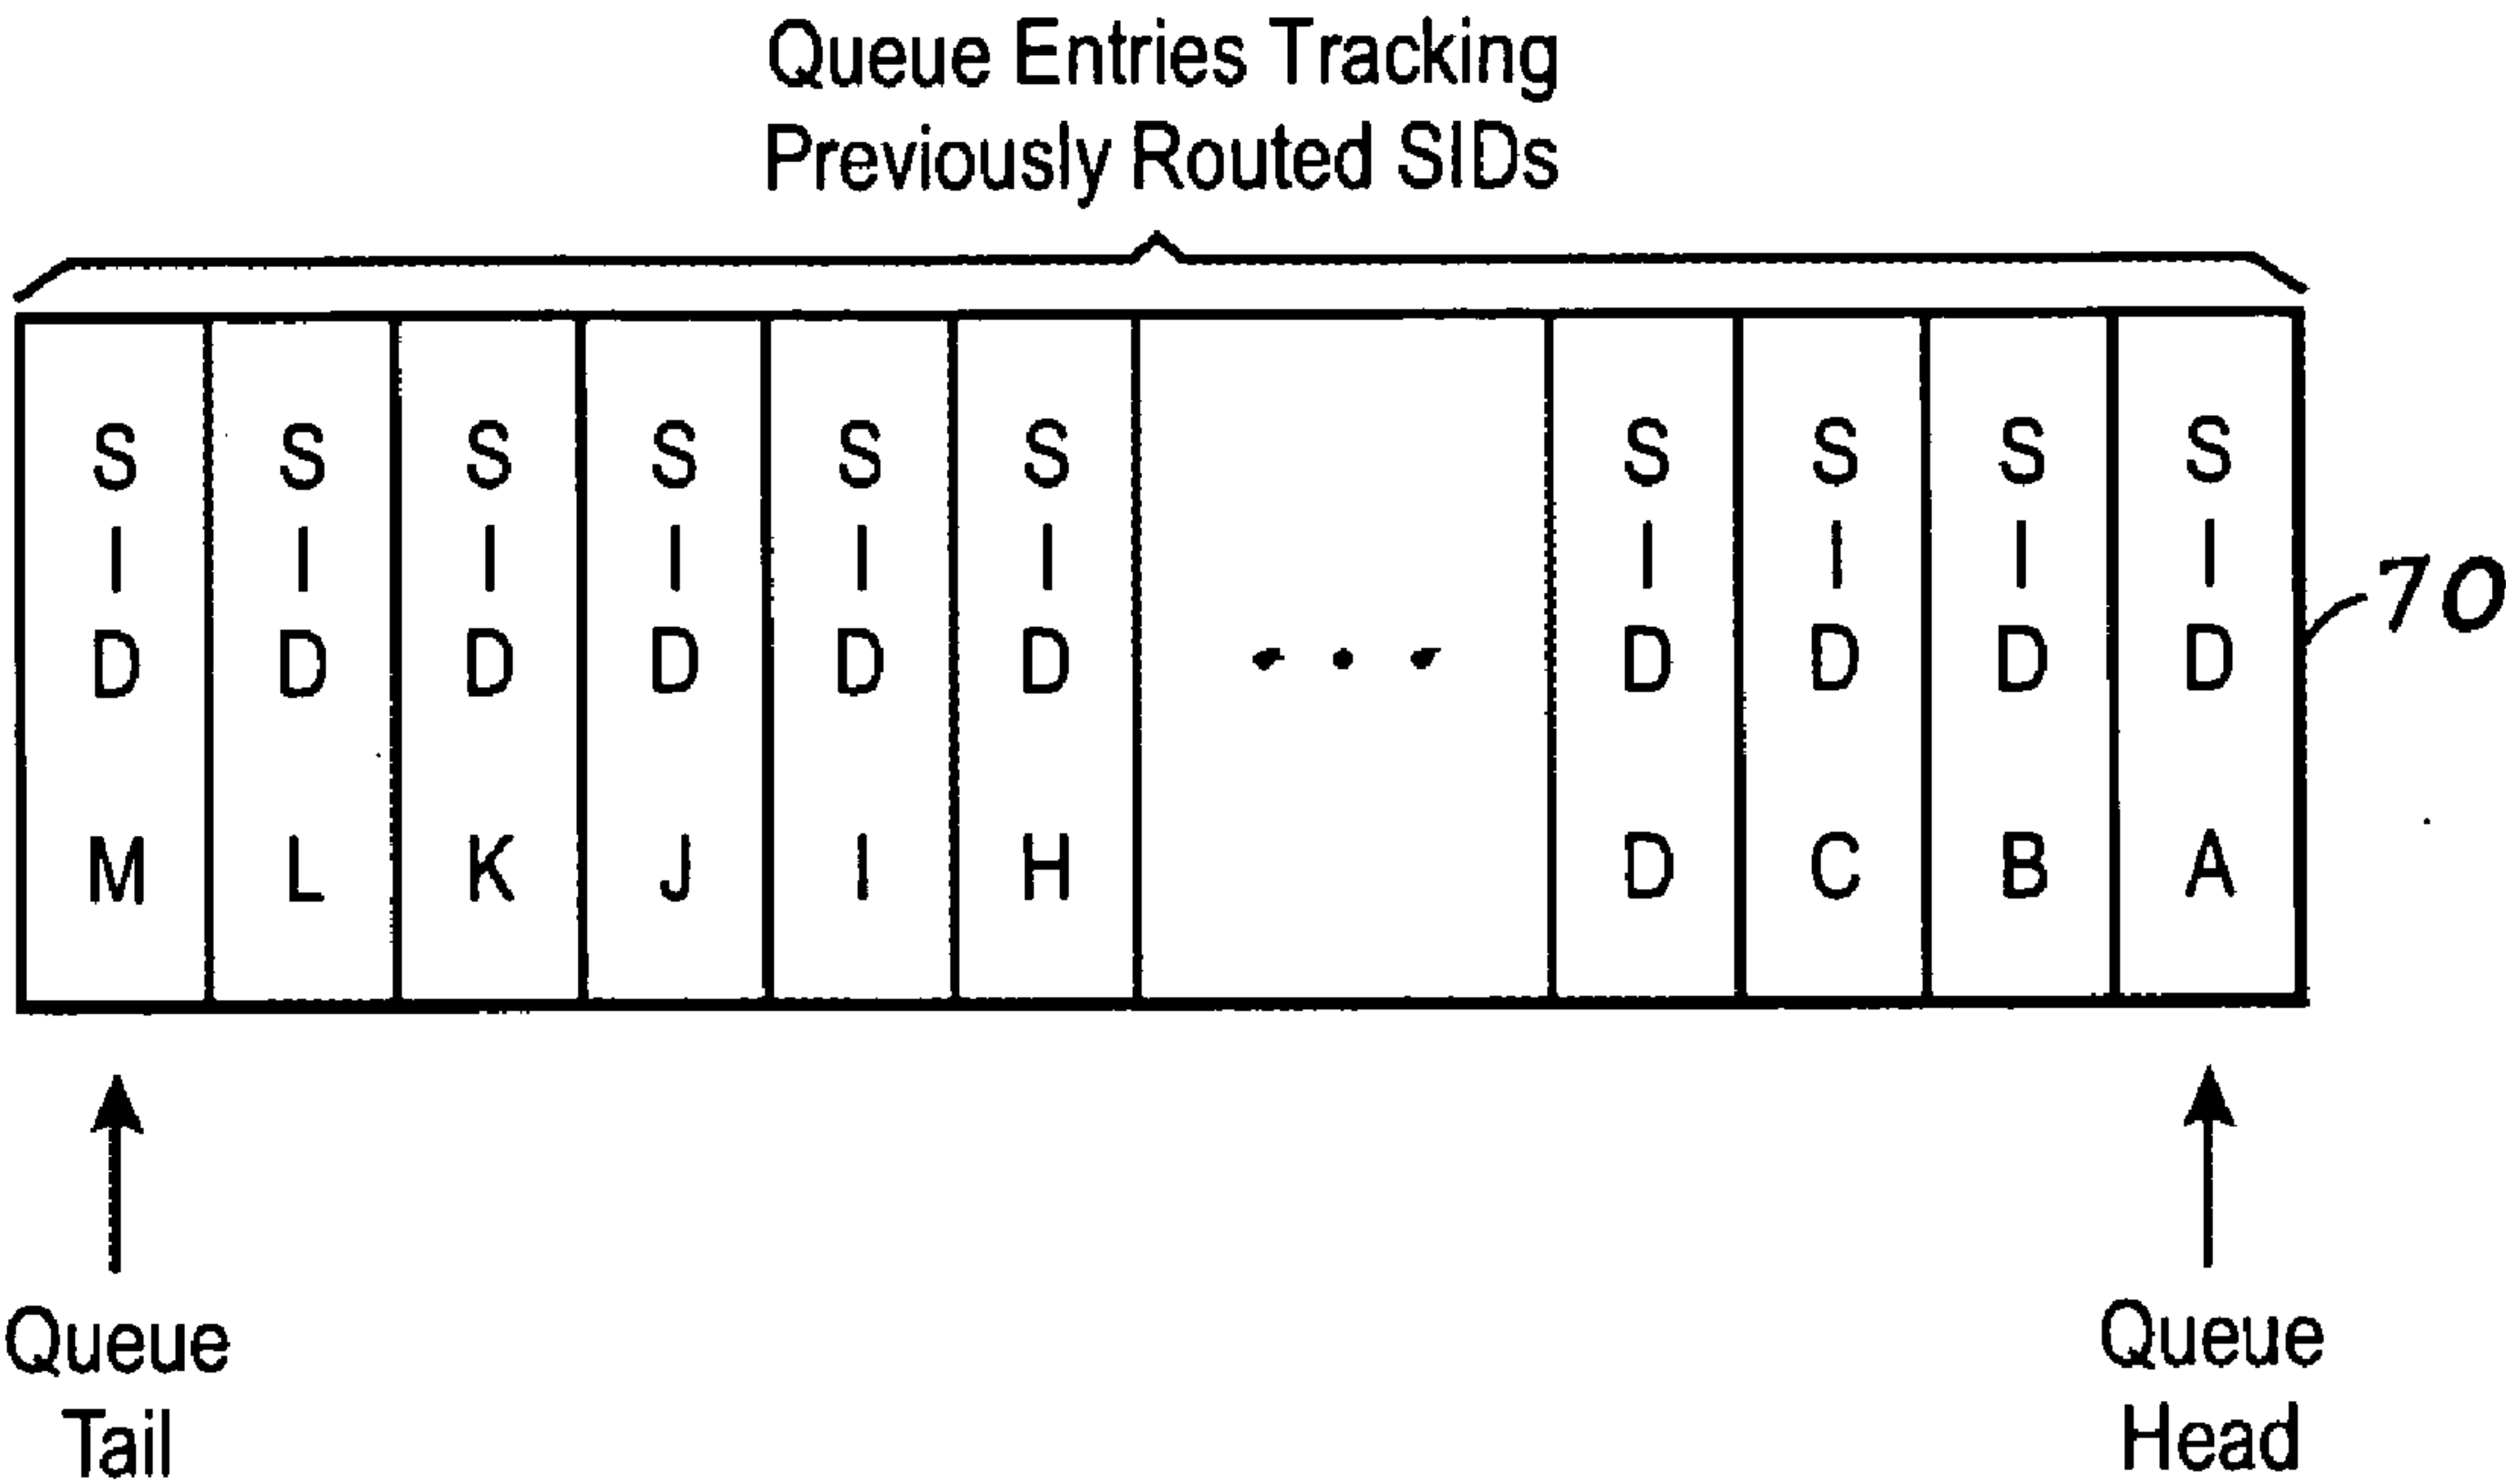 Queue Entries Tracking
Previously Routed SIDs
S S S S S S S S S S
I I I I I I I I I I
D D D D D D . . . D D D D
M L K J I H D C B A
70
Queue Queue
Tail Head